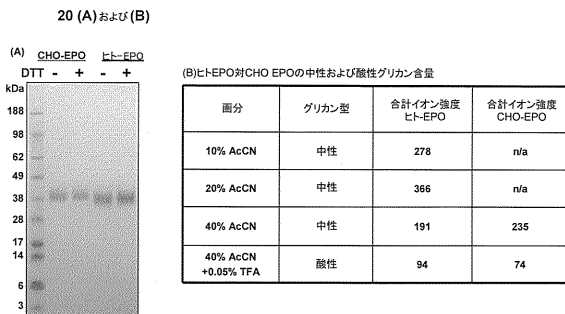 20 (A)および(B)
(A) CHO-EPO ヒト-EPO
DTT - + - +
kDa
188
98
62
49
38
28
17
14
6
3
(B)ヒトEPO対CHO EPOの中性および酸性グリカン含量
画分 グリカン型 合計イオン強度 ヒト-EPO 合計イオン強度 CHO-EPO
10% AcCN 中性 278 n/a
20% AcCN 中性 366 n/a
40% AcCN 中性 191 235
40% AcCN +0.05% TFA 酸性 94 74